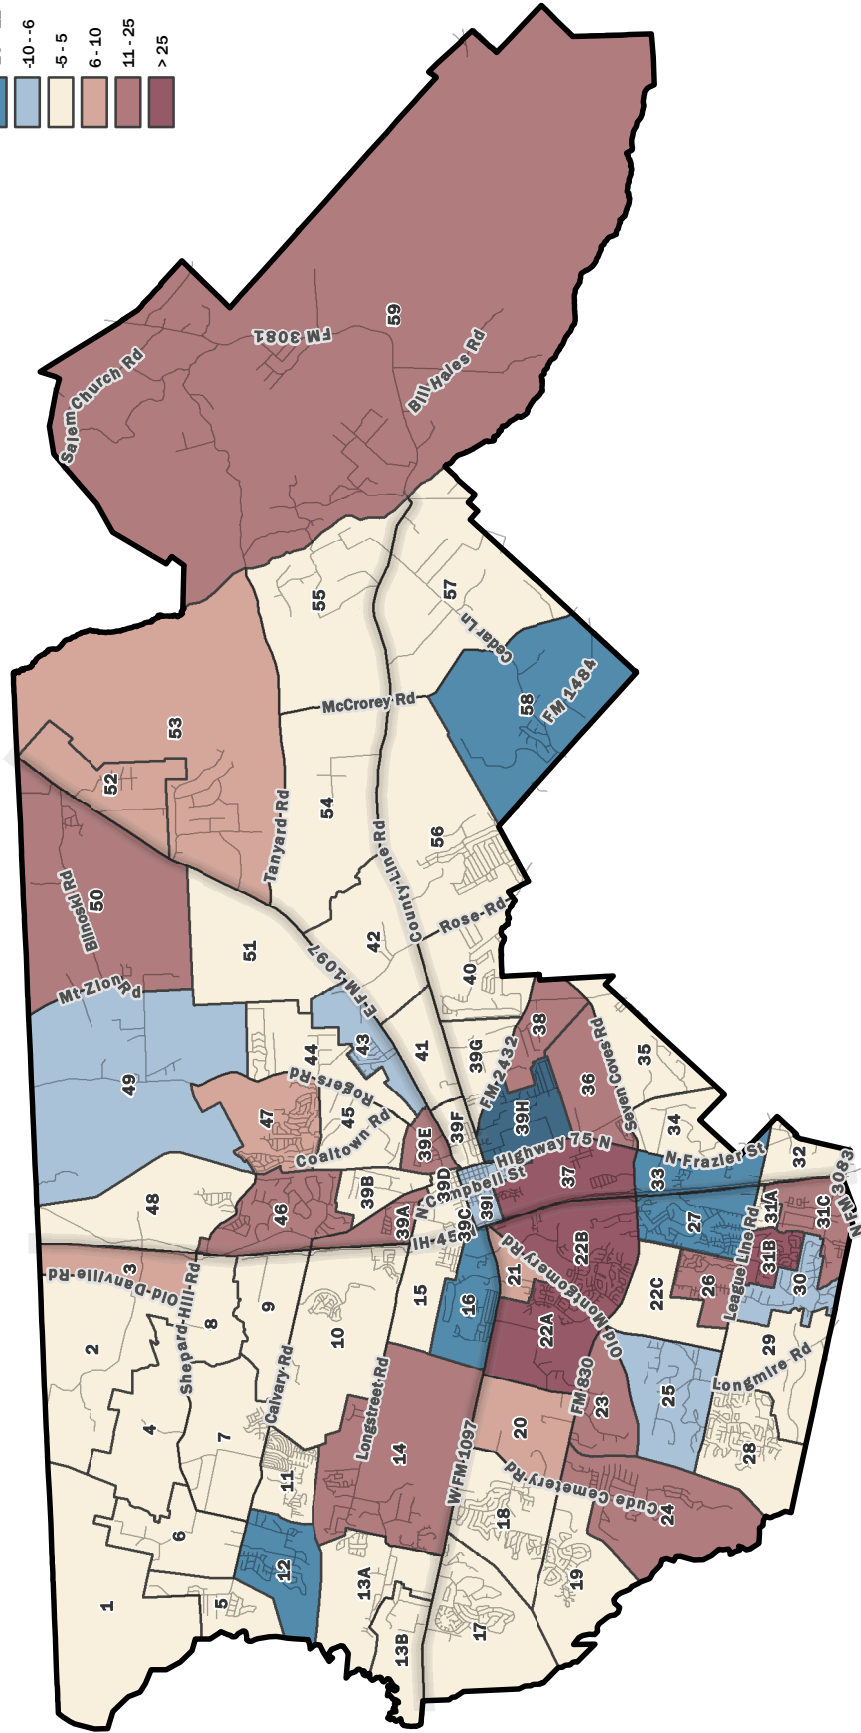 -10 - -6
-5 - 5
6 - 10
11 - 25
> 25
Salem Church Rd
FM 3081
59
Bill Hales Rd
55
57
Cedar Ln
58
FM 1484
McCrorey Rd
53
52
54
Tanyard Rd
56
County Line Rd
Rose Rd
50
Blinoski Rd
Mt Zion Rd
51
E FM 1097
42
40
49
44
43
41
39G
FM 2432
38
36
Seven Coves Rd
35
34
47
Rogers Rd
45
Coaltown Rd
39E
39F
39H
Highway 75 N
N Frazier St
32
48
46
39B
39A
39D
N Campbell St
39C
39I
IH-45
37
33
27
31A
31C
31B
30
3
Old Danville Rd
2
8
Shepard Hill Rd
9
Calvary Rd
10
15
16
21
Old Montgomery Rd
22A
22B
22C
26
League Line Rd
29
Longmire Rd
28
25
23
FM 830
20
W FM 1097
14
Longstreet Rd
4
7
11
12
6
5
1
13A
13B
17
18
19
Cude Cemetery Rd
24